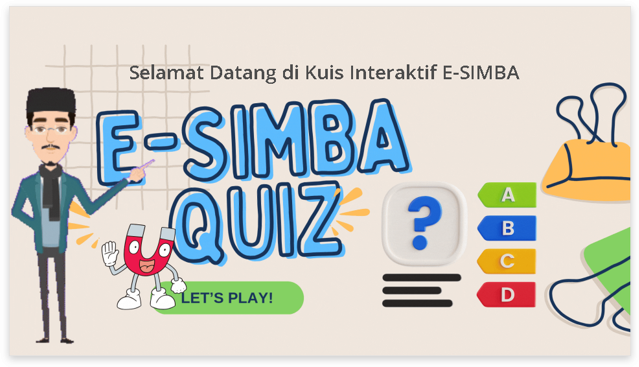 Selamat Datang di Kuis Interaktif E-SIMBA
E-SIMBA
QUIZ
?
A
B
C
D
LET'S PLAY!